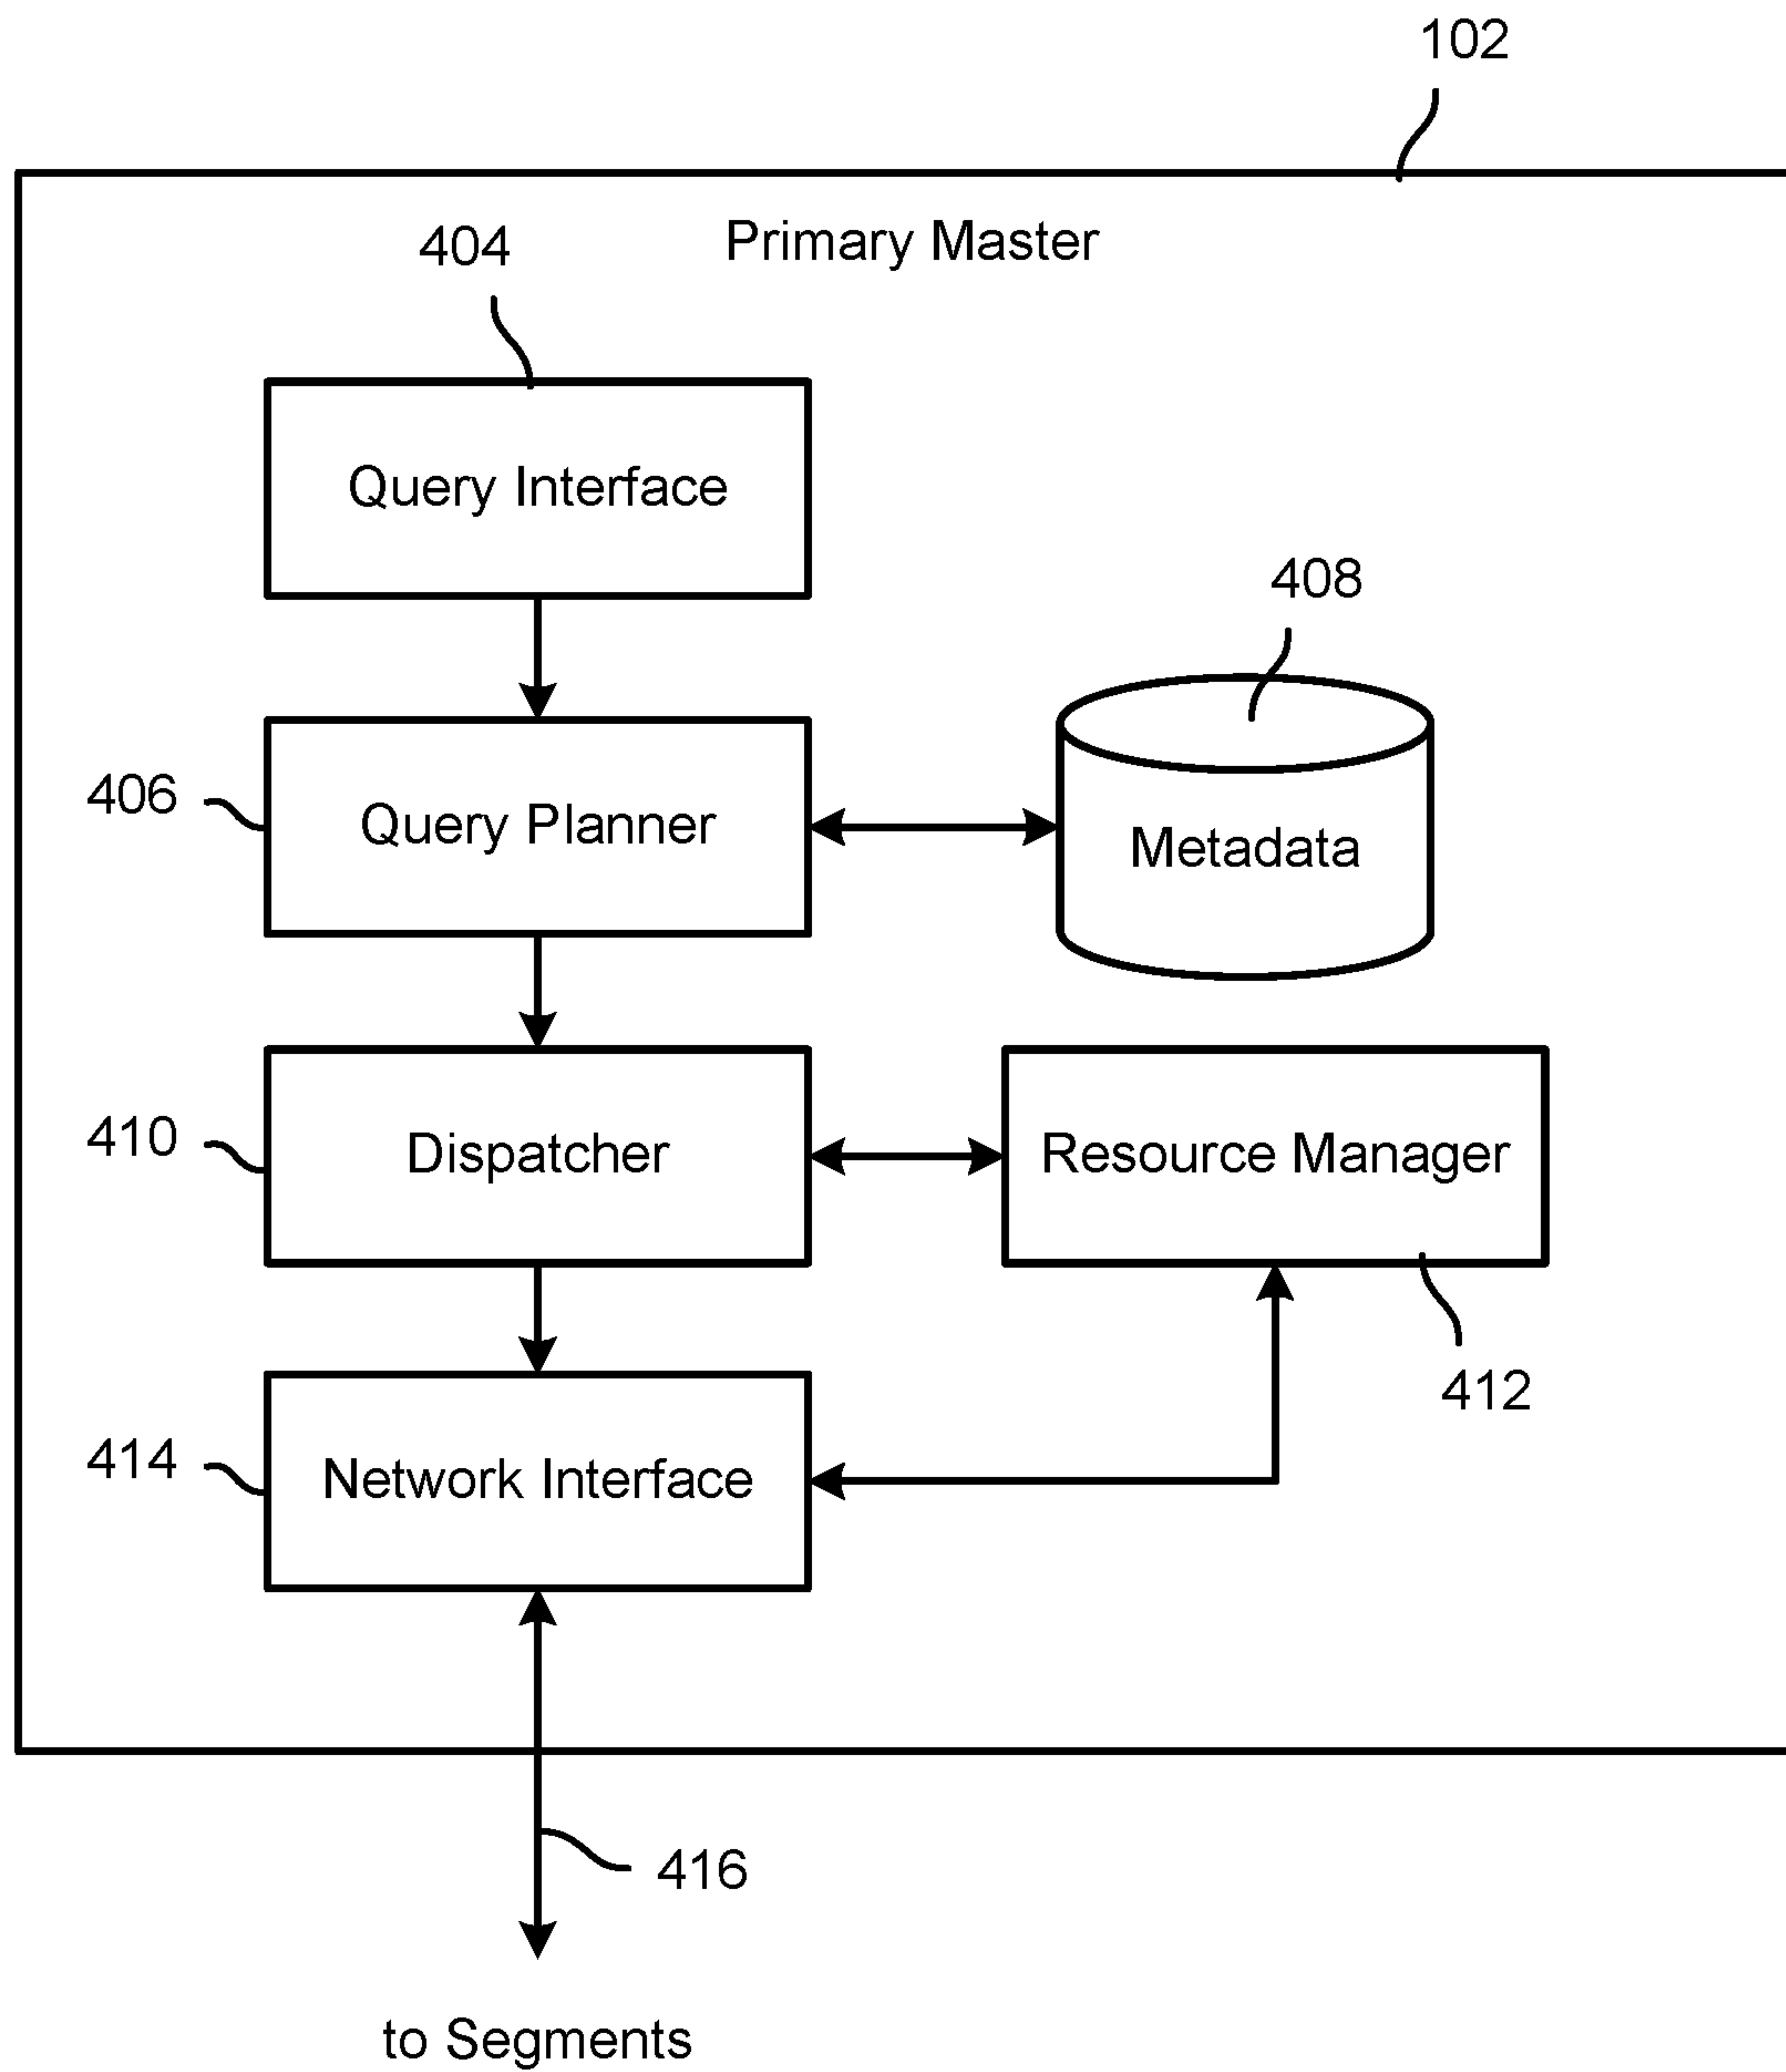 102
Primary Master
404
Query Interface
408
406
Query Planner
Metadata
410
Dispatcher
Resource Manager
412
414
Network Interface
416
to Segments